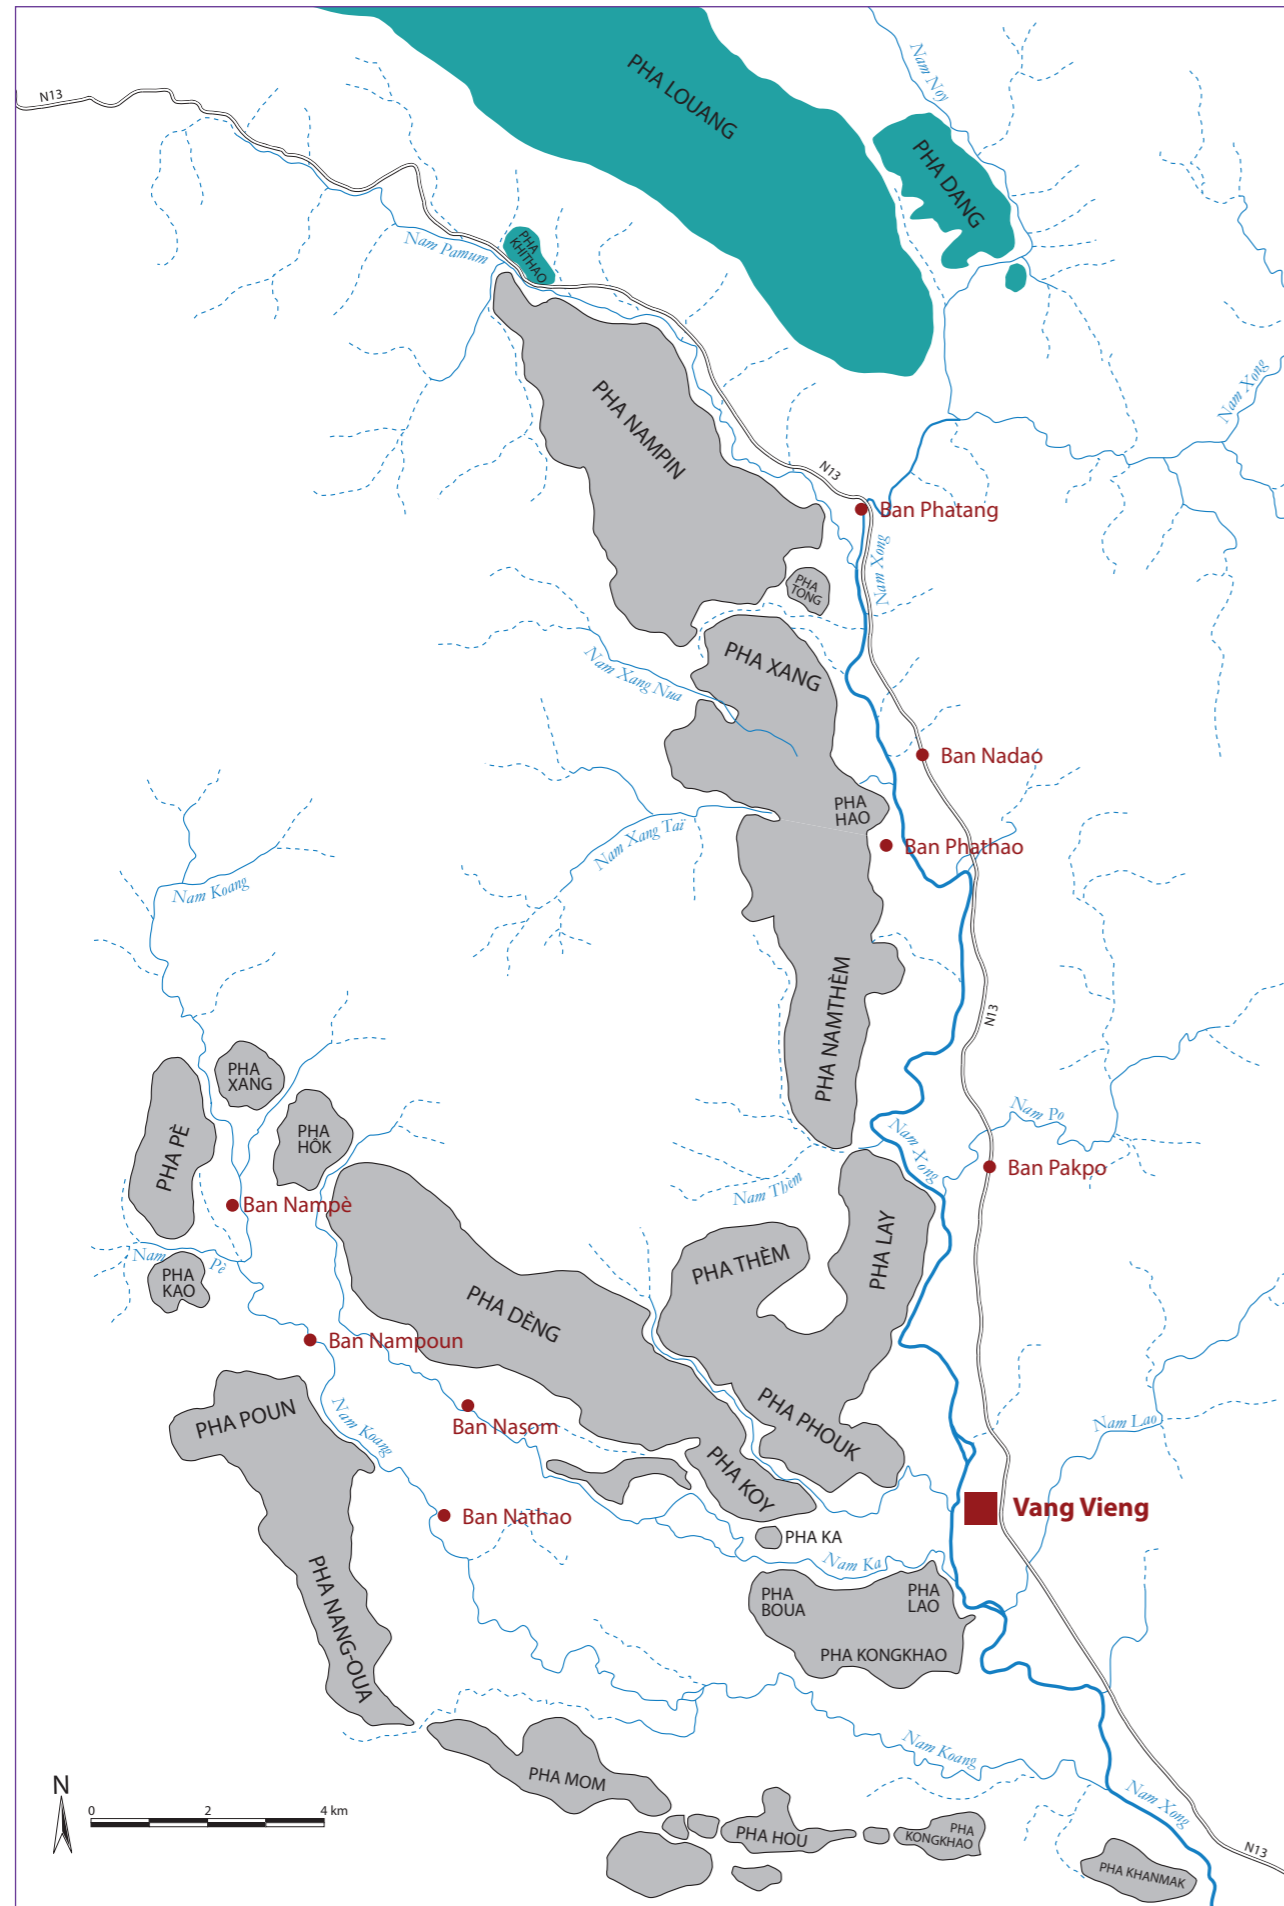 N13
PHA LOUANG
Nam Noy
PHA DANG
Nam Pamum
PHA
KHITHAO
PHA NAMPIN
Nam Xong
N13
Ban Phatang
Nam Xong
PHA
TONG
PHA XANG
Nam Xang Nua
Ban Nadao
PHA
HAO
Nam Xang Taï
Ban Phathao
Nam Koang
PHA NAMTHÈM
N13
PHA
XANG
PHA
HÔK
PHA PÈ
Nam Po
Nam Xong
Ban Pakpo
Nam Thèm
Ban Nampè
PHA LAY
Nam Pè
PHA THÈM
PHA
KAO
PHA DÈNG
Ban Nampoun
PHA POUN
Nam Koang
Ban Nasom
PHA PHOUK
Nam Lao
PHA KOY
Vang Vieng
Ban Nathao
PHA KA
Nam Ka
PHA
BOUA
PHA
LAO
PHA NANG-OUA
PHA KONGKHAO
Nam Koang
PHA MOM
Nam Xong
N
0 2 4 km
PHA HOU
PHA
KONGKHAO
N13
PHA KHANMAK